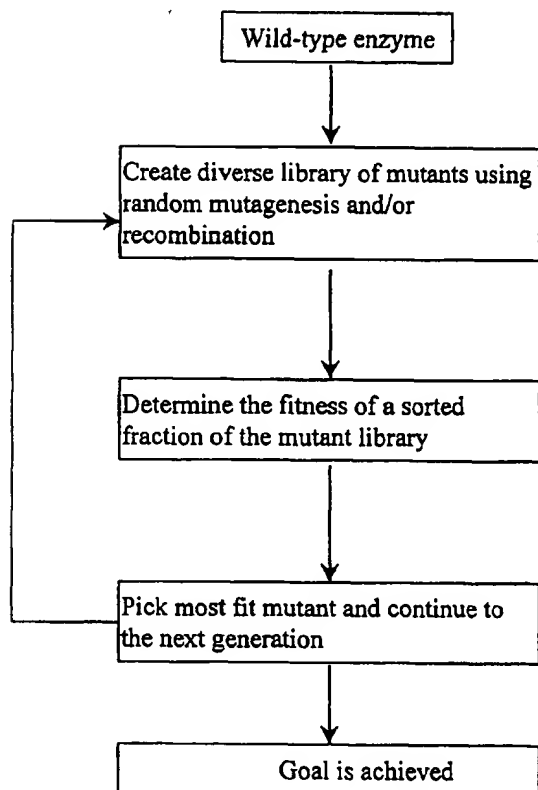 Wild-type enzyme
Create diverse library of mutants using
random mutagenesis and/or
recombination
Determine the fitness of a sorted
fraction of the mutant library
Pick most fit mutant and continue to
the next generation
Goal is achieved